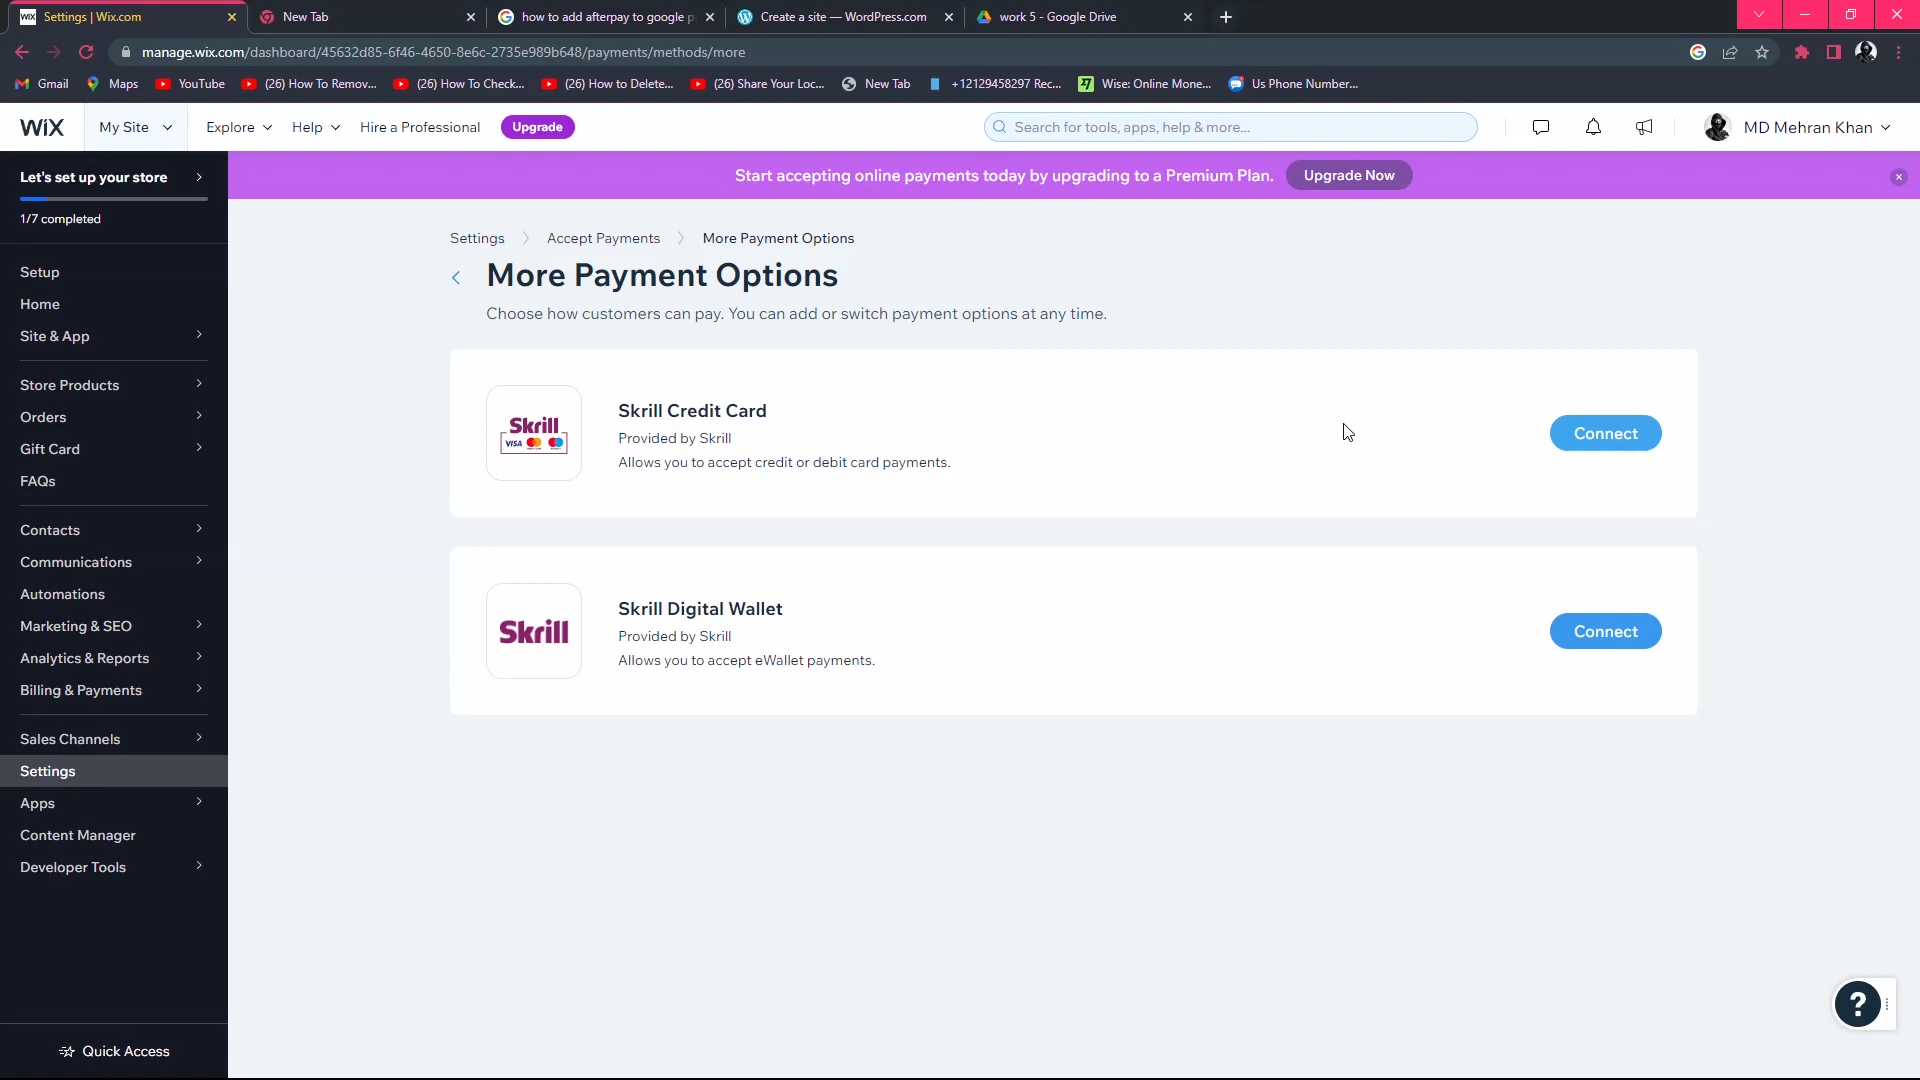 Settings | Wix.com
New Tab
how to add afterpay to google p
Create a site — WordPress.com
work 5 - Google Drive
manage.wix.com/dashboard/45632d85-6f46-4650-8e6c-2735e989b648/payments/methods/more
Gmail
Maps
YouTube
(26) How To Remov...
(26) How To Check...
(26) How to Delete...
(26) Share Your Loc...
New Tab
+12129458297 Rec...
Wise: Online Mone...
Us Phone Number...
WIX
My Site
Explore
Help
Hire a Professional
Upgrade
Search for tools, apps, help & more...
MD Mehran Khan
Let's set up your store
1/7 completed
Start accepting online payments today by upgrading to a Premium Plan.
Upgrade Now
Setup
Home
Site & App
Store Products
Orders
Gift Card
FAQs
Contacts
Communications
Automations
Marketing & SEO
Analytics & Reports
Billing & Payments
Sales Channels
Settings
Apps
Content Manager
Developer Tools
Quick Access
Settings
Accept Payments
More Payment Options
More Payment Options
Choose how customers can pay. You can add or switch payment options at any time.
Skrill
VISA
Skrill Credit Card
Provided by Skrill
Allows you to accept credit or debit card payments.
Connect
Skrill
Skrill Digital Wallet
Provided by Skrill
Allows you to accept eWallet payments.
Connect
?